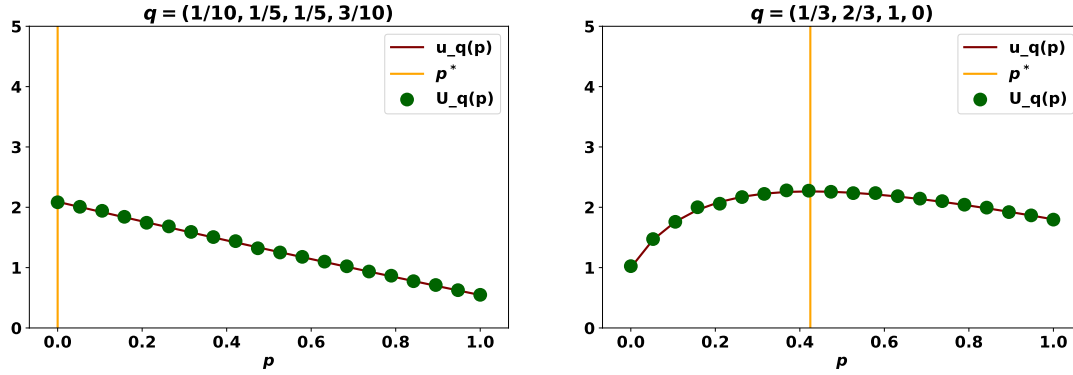 q = (1/10, 1/5, 1/5, 3/10)
5
4
3
2
1
0
0.0 0.2 0.4 0.6 0.8 1.0
p
u_q(p)
p*
U_q(p)
q = (1/3, 2/3, 1, 0)
5
4
3
2
1
0
0.0 0.2 0.4 0.6 0.8 1.0
p
u_q(p)
p*
U_q(p)